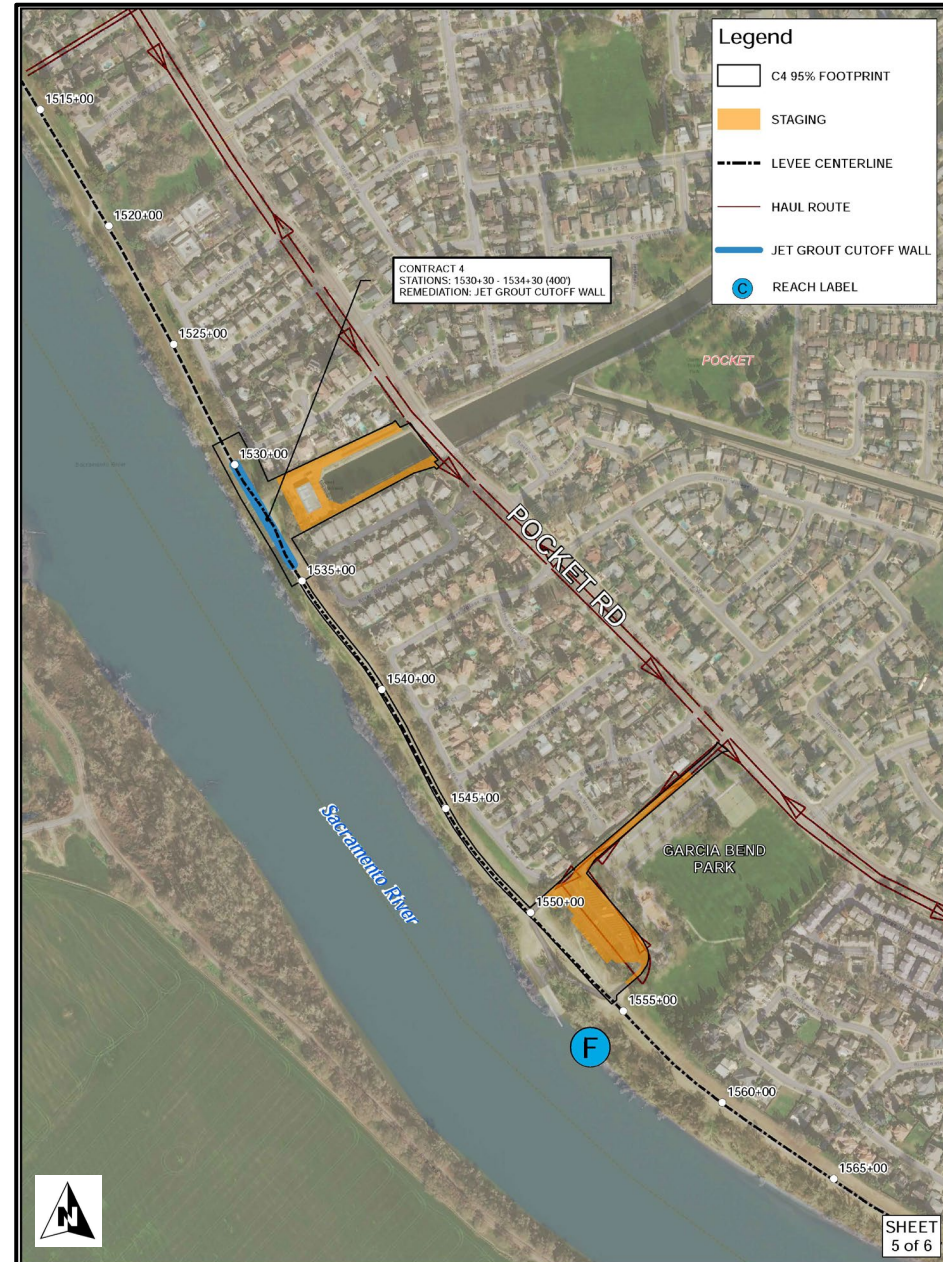 Legend
C4 95% FOOTPRINT
STAGING
LEVEE CENTERLINE
HAUL ROUTE
JET GROUT CUTOFF WALL
C
REACH LABEL
1515+00
1520+00
CONTRACT 4
STATIONS: 1530+30 - 1534+30 (400')
REMEDIATION: JET GROUT CUTOFF WALL
1525+00
POCKET
1530+00
POCKET RD
1535+00
1540+00
1545+00
Sacramento River
GARCIA BEND
PARK
1550+00
1555+00
F
1560+00
1565+00
N
SHEET
5 of 6